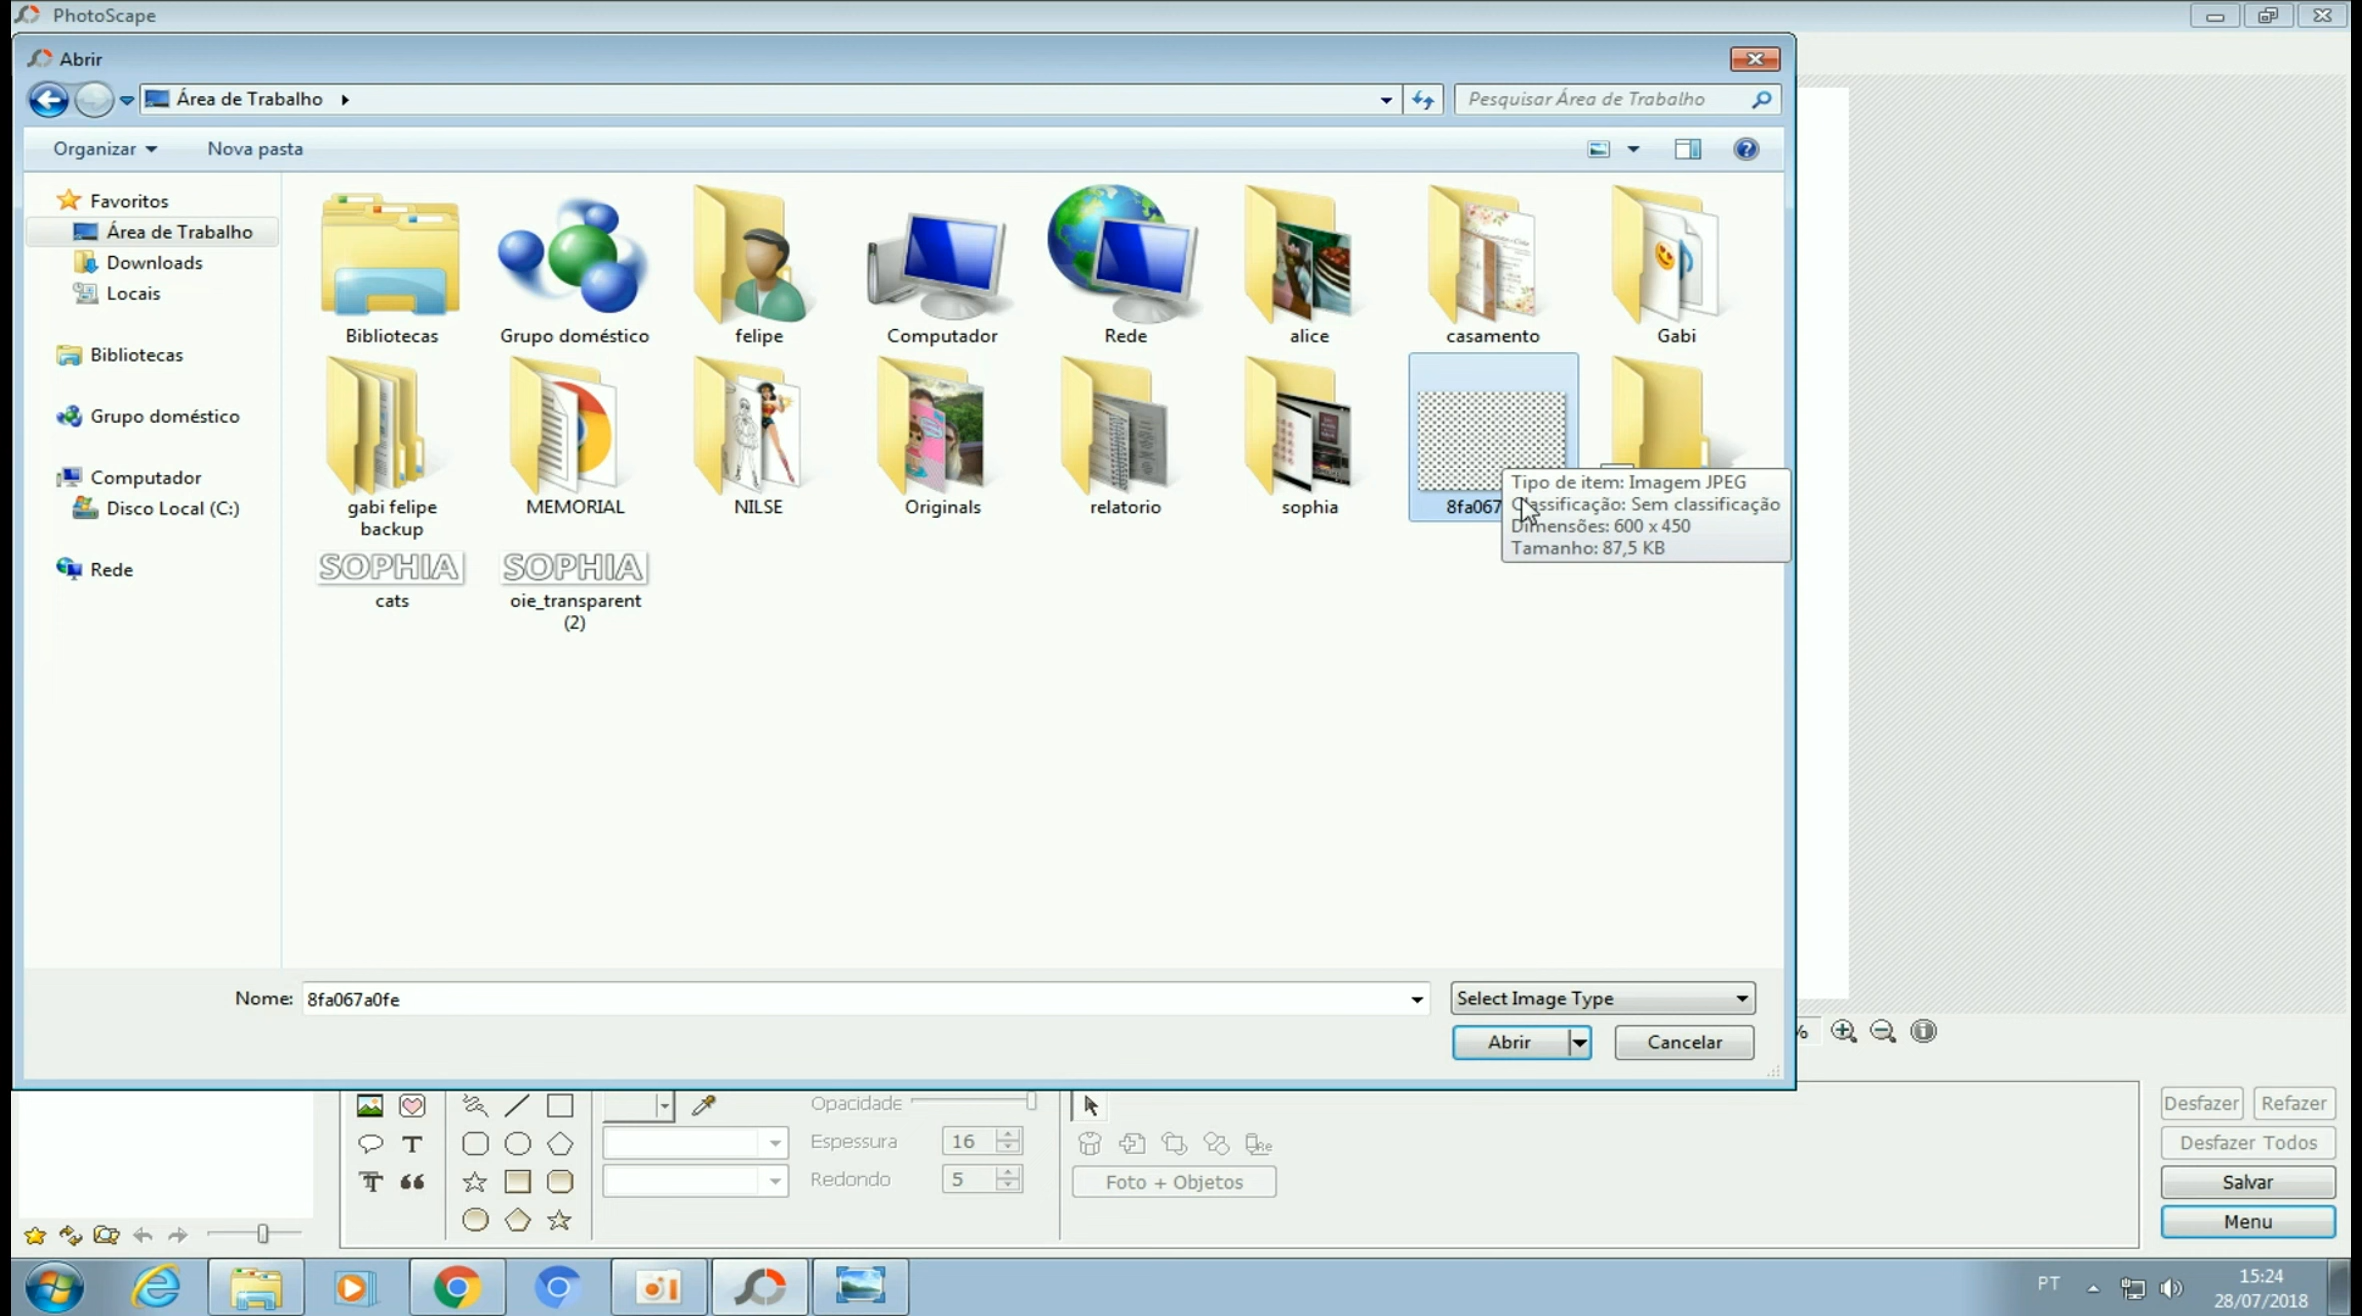 PhotoScape
Abrir
Área de Trabalho
Pesquisar Área de Trabalho
Organizar
Nova pasta
Favoritos
Área de Trabalho
Downloads
Locais
Bibliotecas
Grupo doméstico
Computador
Disco Local (C:)
Rede
Bibliotecas
Grupo doméstico
felipe
Computador
Rede
alice
casamento
Gabi
gabi felipe
backup
MEMORIAL
NILSE
Originals
relatorio
sophia
8fa067
Tipo de item: Imagem JPEG
Classificação: Sem classificação
Dimensões: 600 x 450
Tamanho: 87,5 KB
SOPHIA
cats
SOPHIA
oie_transparent
(2)
Nome: 8fa067a0fe
Select Image Type
Abrir
Cancelar
%
Opacidade
Espessura 16
Redondo 5
Foto + Objetos
Desfazer
Refazer
Desfazer Todos
Salvar
Menu
PT
15:24
28/07/2018